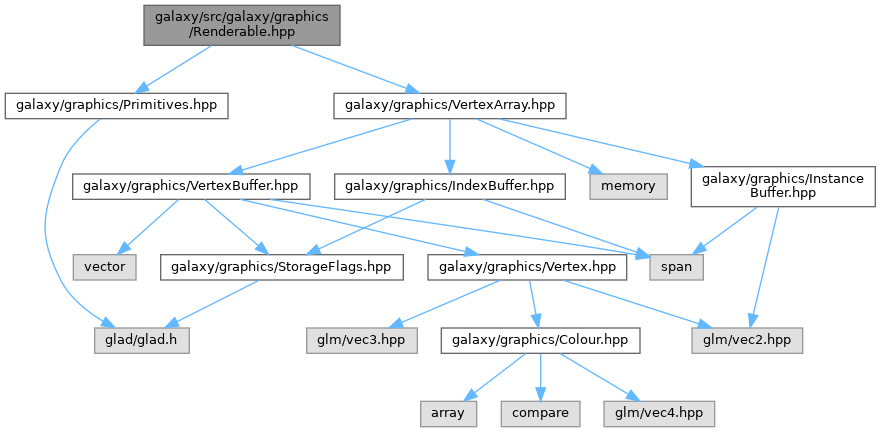 galaxy/src/galaxy/graphics
/Renderable.hpp
galaxy/graphics/Primitives.hpp
galaxy/graphics/VertexArray.hpp
galaxy/graphics/VertexBuffer.hpp
galaxy/graphics/IndexBuffer.hpp
memory
galaxy/graphics/Instance
Buffer.hpp
vector
galaxy/graphics/StorageFlags.hpp
galaxy/graphics/Vertex.hpp
span
glad/glad.h
glm/vec3.hpp
galaxy/graphics/Colour.hpp
glm/vec2.hpp
array
compare
glm/vec4.hpp